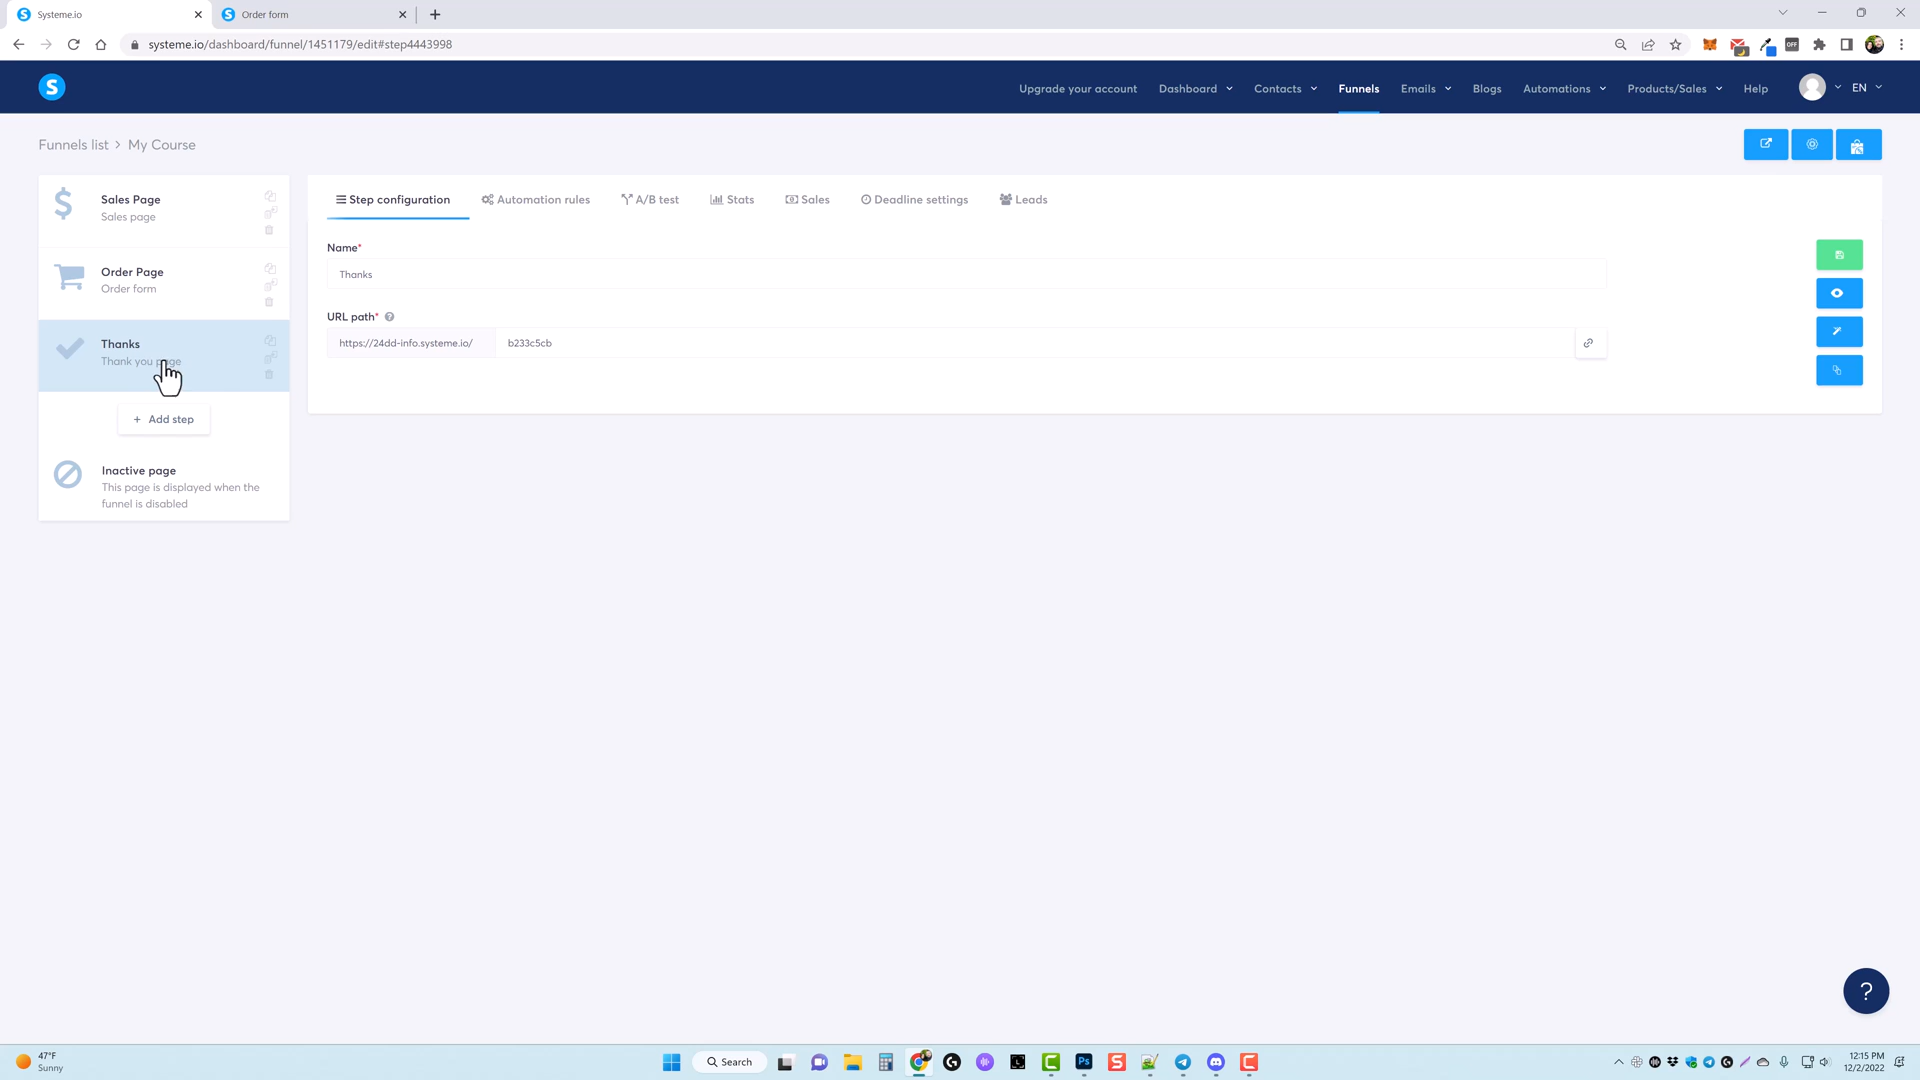 Systeme.io
Order form
systeme.io/dashboard/funnel/1451179/edit#step4443998
OFF
S
Upgrade your account
Dashboard
Contacts
Funnels
Emails
Blogs
Automations
Products/Sales
Help
EN
Funnels list > My Course
Sales Page
Sales page
Order Page
Order form
Thanks
Thank you page
+ Add step
Inactive page
This page is displayed when the
funnel is disabled
Step configuration
Automation rules
A/B test
Stats
Sales
Deadline settings
Leads
Name*
Thanks
URL path*
https://24dd-info.systeme.io/
b233c5cb
?
47°F
Sunny
Search
Ps
12:15 PM
12/2/2022